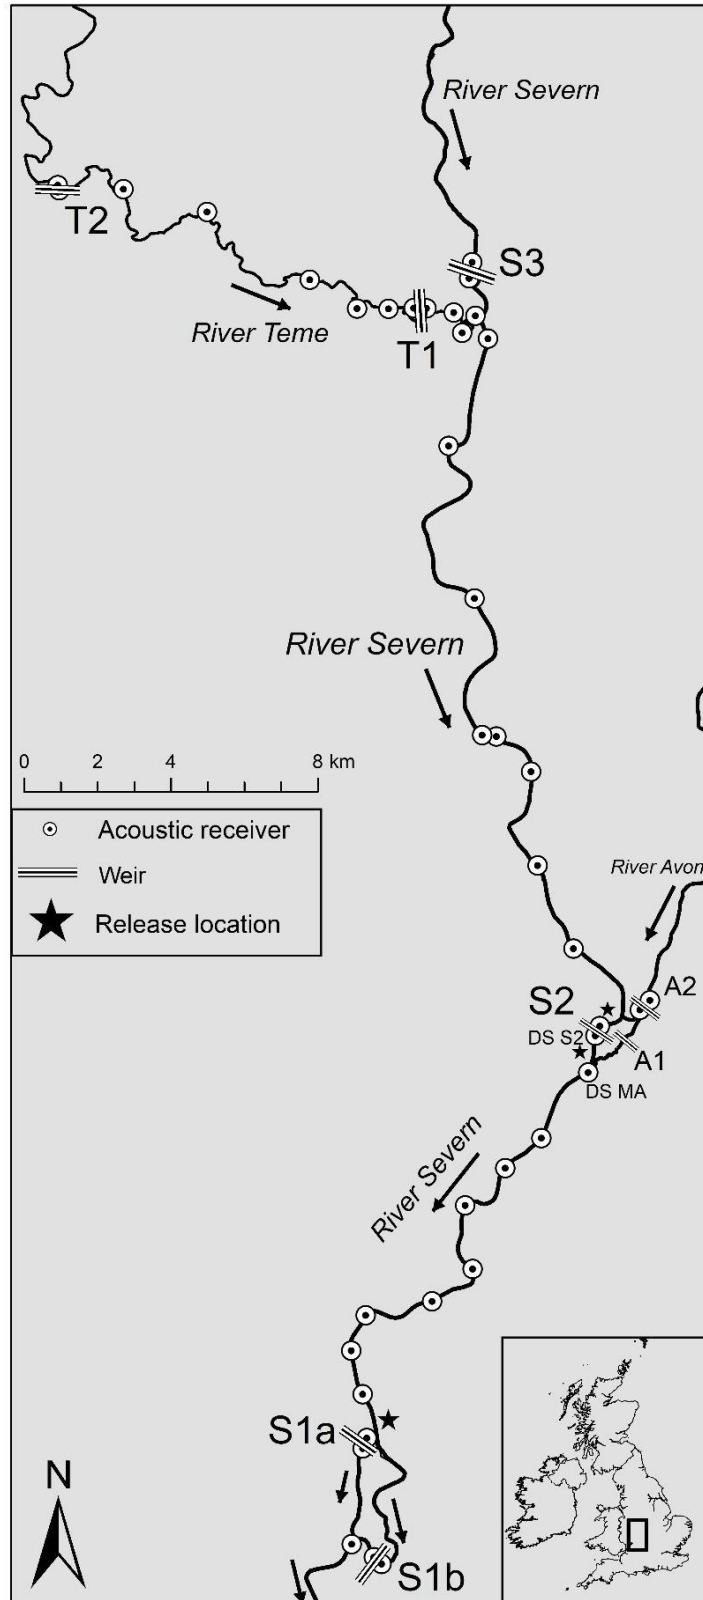 River Severn
T2
S3
River Teme
T1
River Severn
0 2 4 8 km
Acoustic receiver
Weir
Release location
River Avon
A2
S2
DS S2
A1
DS MA
River Severn
S1a
N
S1b